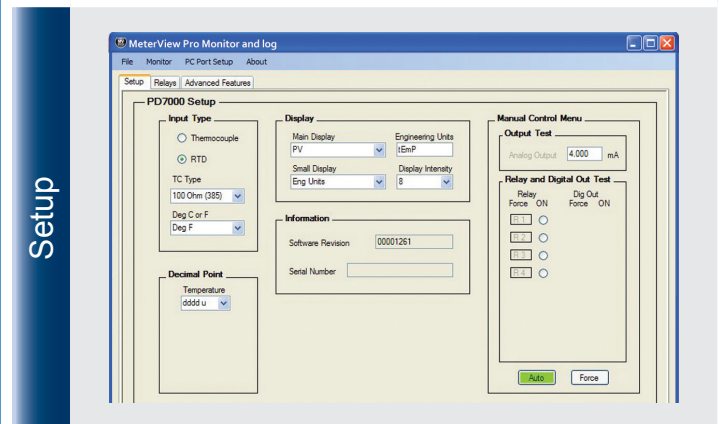 Setup
MeterView Pro Monitor and log
File Monitor PC Port Setup About
Setup Relays Advanced Features
PD7000 Setup
Input Type
Thermocouple
RTD
TC Type
100 Ohm (385)
Deg C or F
Deg F
Decimal Point
Temperature
dddd u
Display
Main Display Engineering Units
PV tEmP
Small Display Display Intensity
Eng Units 8
Information
Software Revision 00001261
Serial Number
Manual Control Menu
Output Test
Analog Output 4.000 mA
Relay and Digital Out Test
Relay Dig Out
Force ON Force ON
R1
R2
R3
R4
Auto Force